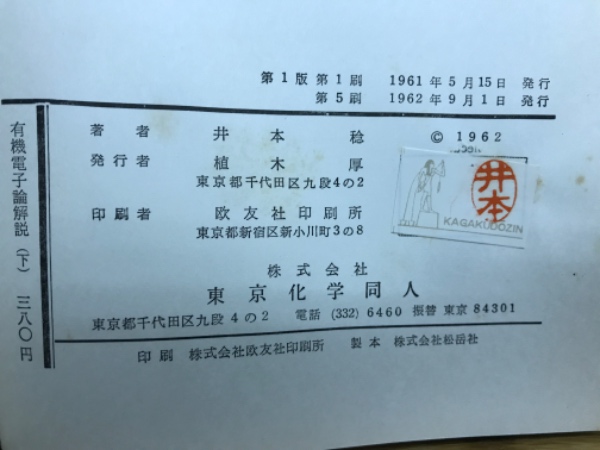 第1版 第1刷 1961年5月15日 発行
第5刷 1962年9月1日 発行
有機電子論解説(下) 三八〇円
著者 井本 稔 © 1962
発行者 植木 厚
東京都千代田区九段4の2
印刷者 欧友社印刷所
東京都新宿区新小川町3の8
井本
KAGAKUDOZIN
株式会社
東京化学同人
東京都千代田区九段4の2 電話 (332) 6460 振替 東京 84301
印刷 株式会社欧友社印刷所 製本 株式会社松岳社